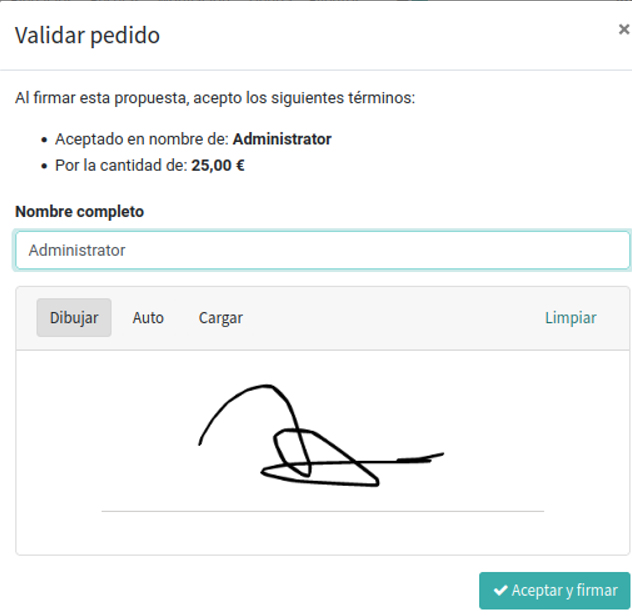 Validar pedido
×
Al firmar esta propuesta, acepto los siguientes términos:
• Aceptado en nombre de: Administrator
• Por la cantidad de: 25,00 €
Nombre completo
Administrator
Dibujar Auto Cargar Limpiar
Aceptar y firmar